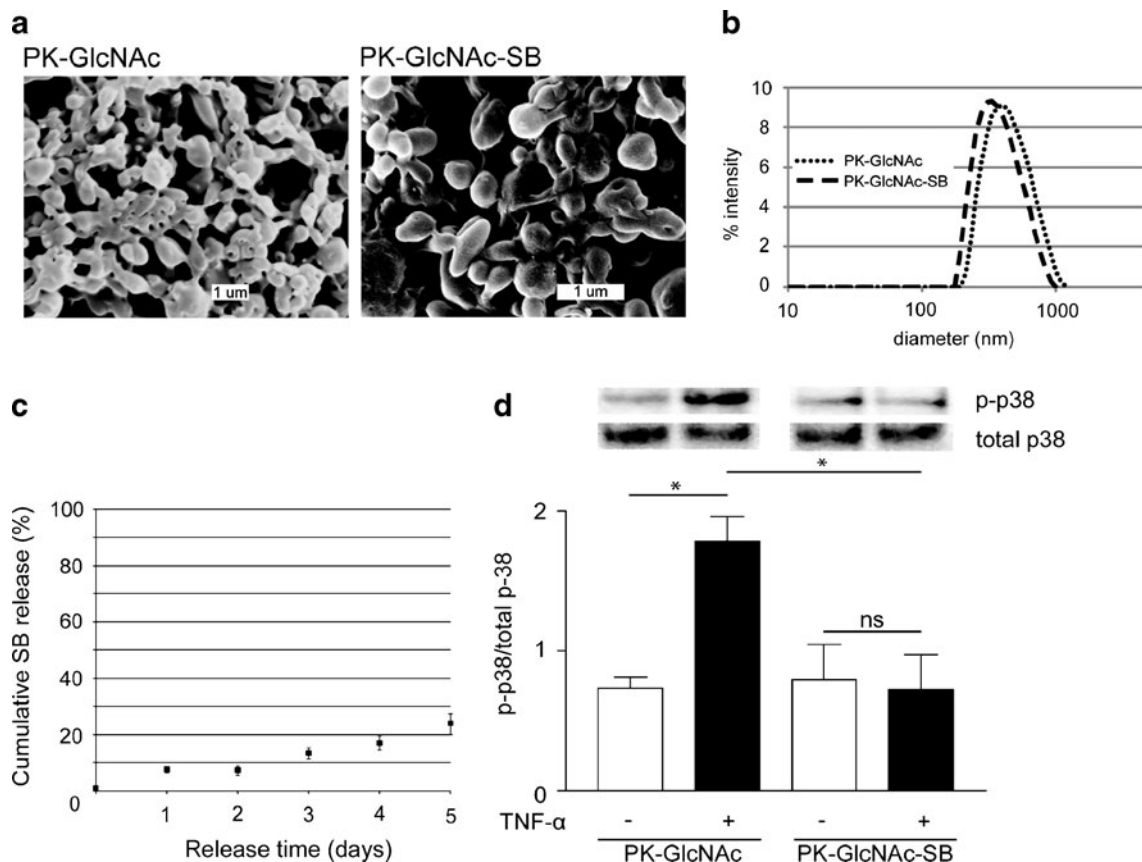 a
PK-GlcNAc
PK-GlcNAc-SB
1 um
1 um
b
10
8
6
4
2
0
% intensity
PK-GlcNAc
PK-GlcNAc-SB
10
100
1000
diameter (nm)
c
Cumulative SB release (%)
100
80
60
40
20
0
1
2
3
4
5
Release time (days)
d
p-p38
total p38
*
*
ns
p-p38/total p-38
2
1
0
TNF-α
-
+
-
+
PK-GlcNAc
PK-GlcNAc-SB